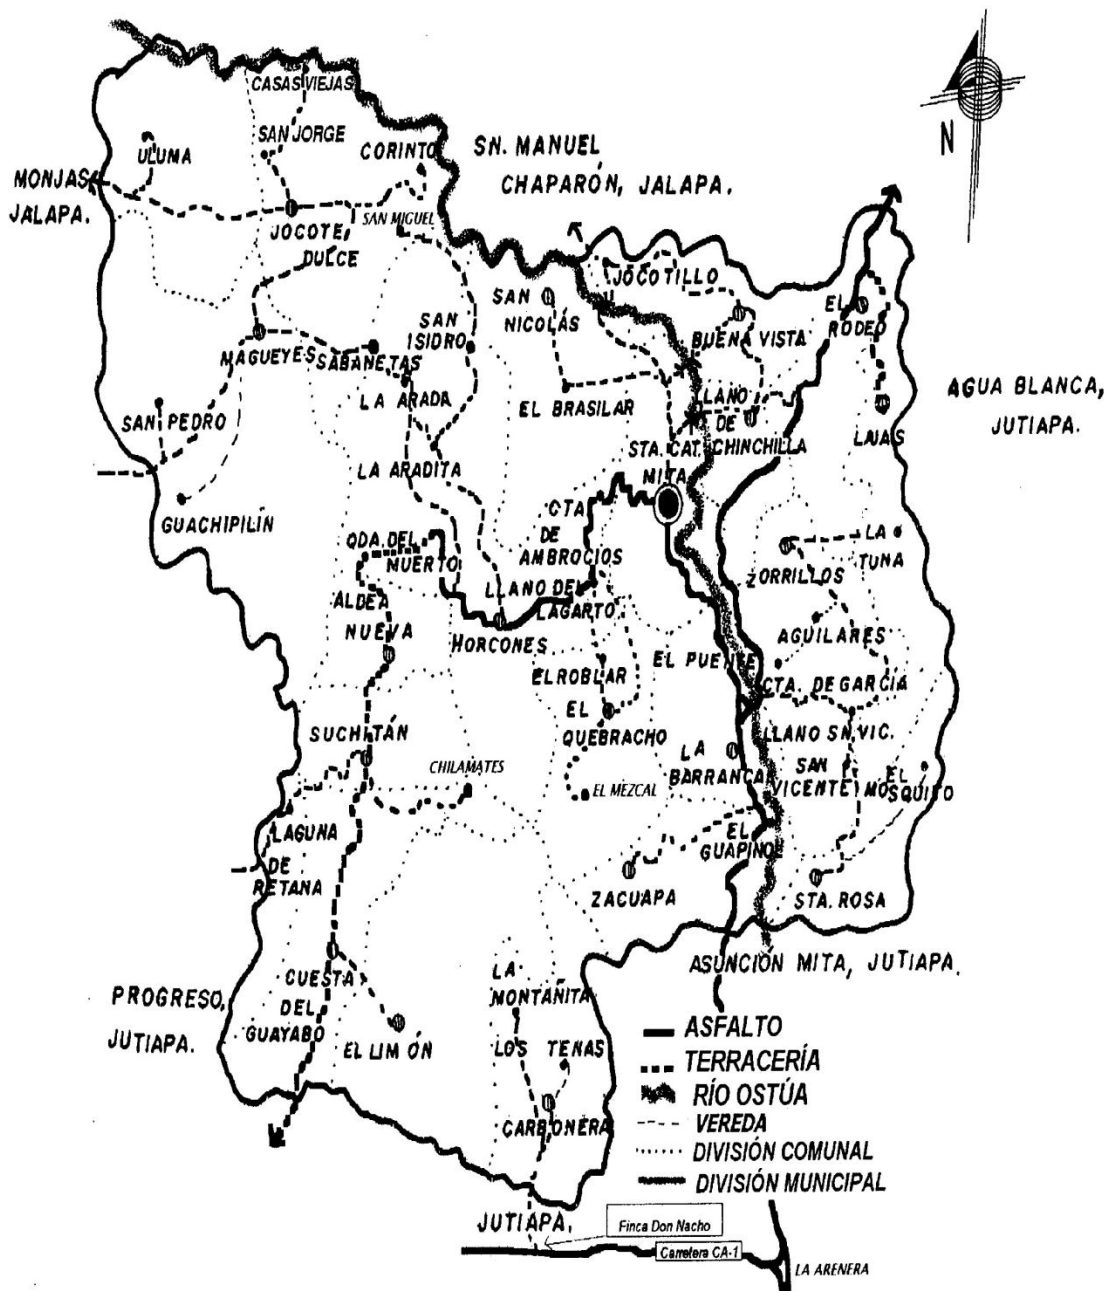 CASAS VIEJAS
SAN JORGE
ULUMA
CORINTO
SN. MANUEL
CHAPARÓN, JALAPA.
N
MONJAS
JALAPA.
SAN MIGUEL
JOCOTE
DULCE
JOCOTILLO
SAN
NICOLÁS
EL
RODEO
SAN
ISIDRO
BUENA VISTA
MAGUEYES
SABANETAS
LA ARADA
EL BRASILAR
LLANO
DE
CHINCHILLA
AGUA BLANCA,
JUTIAPA.
LAJAS
SAN PEDRO
STA. CAT.
MITA
LA ARADITA
GUACHIPILÍN
CTA
DE
AMBROCIOS
QDA. DEL
MUERTO
LA
TUNA
ZORRILLOS
LLANO DEL
LAGARTO
ALDEA
NUEVA
HORCONES
AGUILARES
EL PUENTE
EL ROBLAR
CTA. DE GARCÍA
EL
QUEBRACHO
LLANO SN. VIC.
SUCHITÁN
LA
BARRANCA
SAN
VICENTE
EL
MOSQUITO
CHILAMATES
EL MEZCAL
LAGUNA
DE
RETANA
EL
GUAPINOL
ZACUAPA
STA. ROSA
ASUNCIÓN MITA, JUTIAPA.
LA
MONTAÑITA
CUESTA
DEL
GUAYABO
PROGRESO,
JUTIAPA.
EL LIMÓN
LOS TENAS
CARBONERA
ASFALTO
TERRACERÍA
RÍO OSTÚA
VEREDA
DIVISIÓN COMUNAL
DIVISIÓN MUNICIPAL
JUTIAPA.
Finca Don Nacho
Carretera CA-1
LA ARENERA